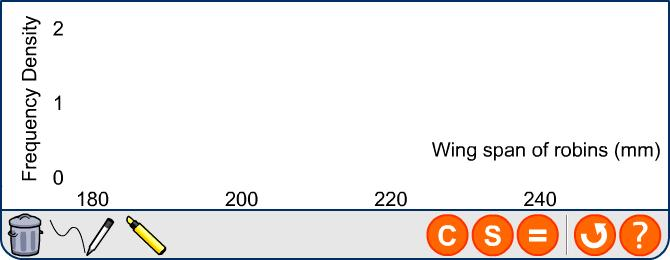 Frequency Density
2
1
0
Wing span of robins (mm)
180 200 220 240
C S = ?